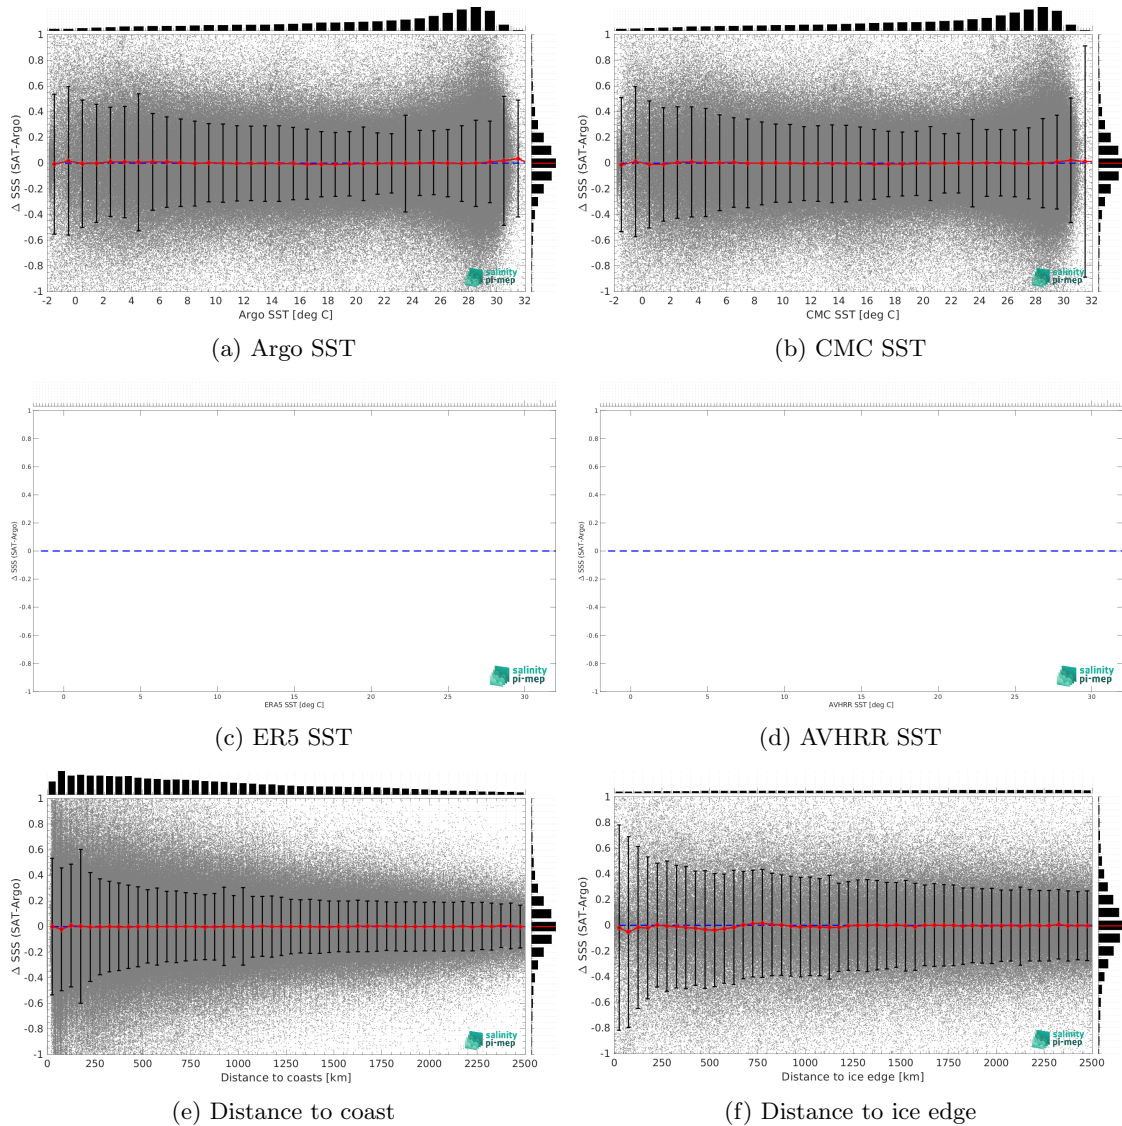 1
0.8
0.6
0.4
0.2
0
-0.2
-0.4
-0.6
-0.8
-1
Δ SSS (SAT-Argo)
-2 0 2 4 6 8 10 12 14 16 18 20 22 24 26 28 30 32
Argo SST [deg C]
salinity
pi-mep
(a) Argo SST
1
0.8
0.6
0.4
0.2
0
-0.2
-0.4
-0.6
-0.8
-1
Δ SSS (SAT-Argo)
-2 0 2 4 6 8 10 12 14 16 18 20 22 24 26 28 30 32
CMC SST [deg C]
salinity
pi-mep
(b) CMC SST
1
0.8
0.6
0.4
0.2
0
-0.2
-0.4
-0.6
-0.8
-1
Δ SSS (SAT-Argo)
0 5 10 15 20 25 30
ERA5 SST [deg C]
salinity
pi-mep
(c) ER5 SST
1
0.8
0.6
0.4
0.2
0
-0.2
-0.4
-0.6
-0.8
-1
Δ SSS (SAT-Argo)
0 5 10 15 20 25 30
AVHRR SST [deg C]
salinity
pi-mep
(d) AVHRR SST
1
0.8
0.6
0.4
0.2
0
-0.2
-0.4
-0.6
-0.8
-1
Δ SSS (SAT-Argo)
0 250 500 750 1000 1250 1500 1750 2000 2250 2500
Distance to coasts [km]
salinity
pi-mep
(e) Distance to coast
1
0.8
0.6
0.4
0.2
0
-0.2
-0.4
-0.6
-0.8
-1
Δ SSS (SAT-Argo)
0 250 500 750 1000 1250 1500 1750 2000 2250 2500
Distance to ice edge [km]
salinity
pi-mep
(f) Distance to ice edge